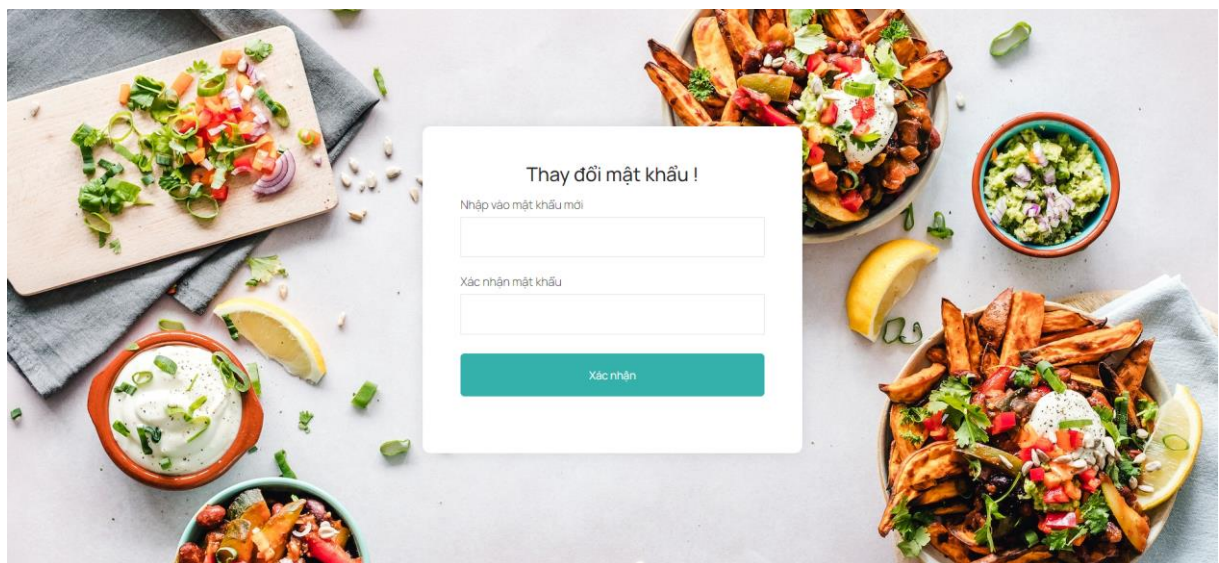 Thay đổi mật khẩu !
Nhập vào mật khẩu mới
Xác nhận mật khẩu
Xác nhận